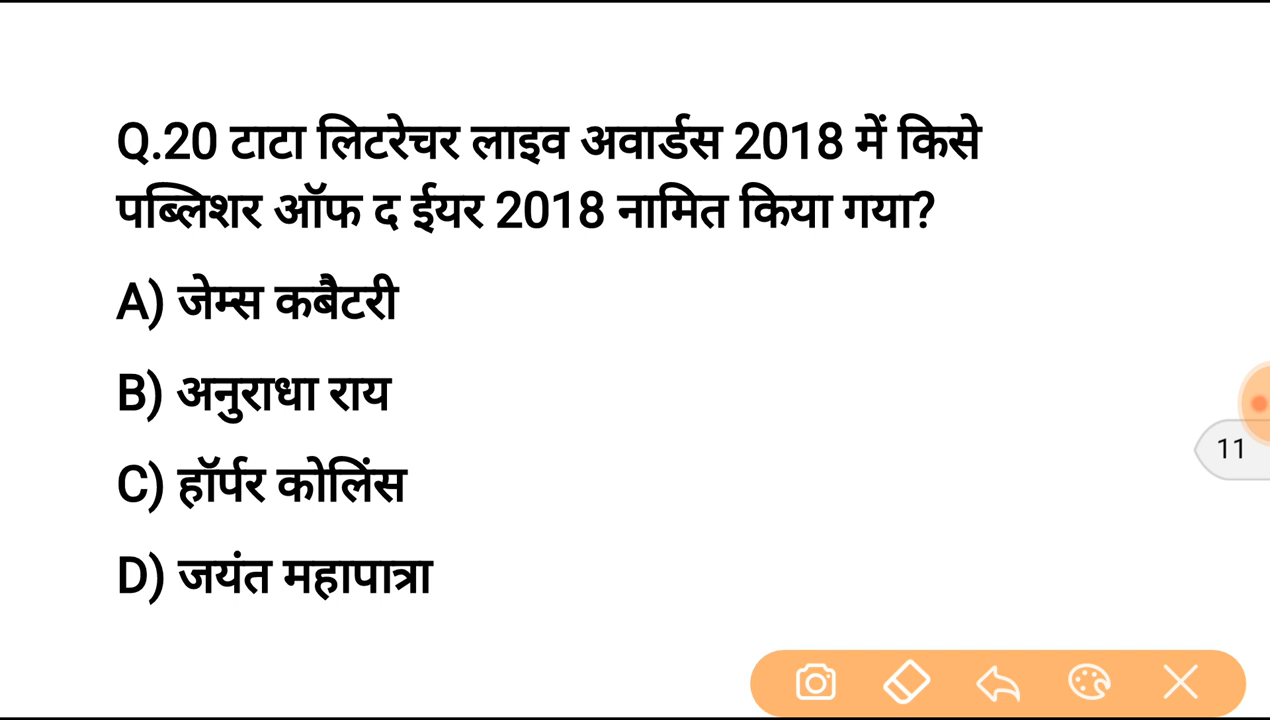 Q.20 टाटा लिटरेचर लाइव अवार्डस 2018 में किसे
पब्लिशर ऑफ द ईयर 2018 नामित किया गया?
A) जेम्स कबैटरी
B) अनुराधा राय
C) हॉर्पर कोलिंस
D) जयंत महापात्रा
11